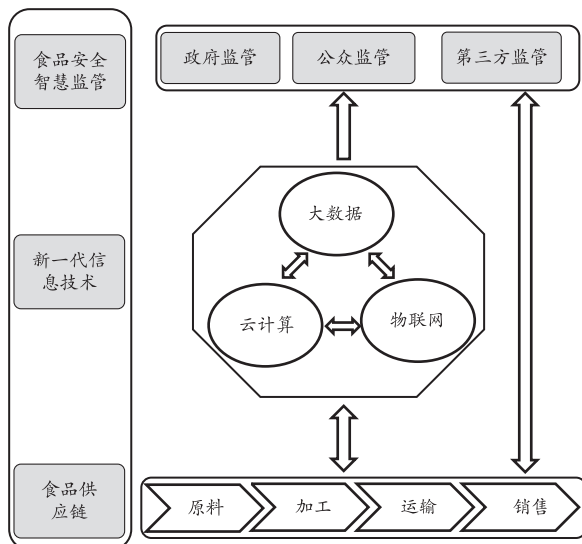 食品安全
智慧监管
政府监管
公众监管
第三方监管
大数据
新一代信
息技术
云计算
物联网
食品供
应链
原料
加工
运输
销售